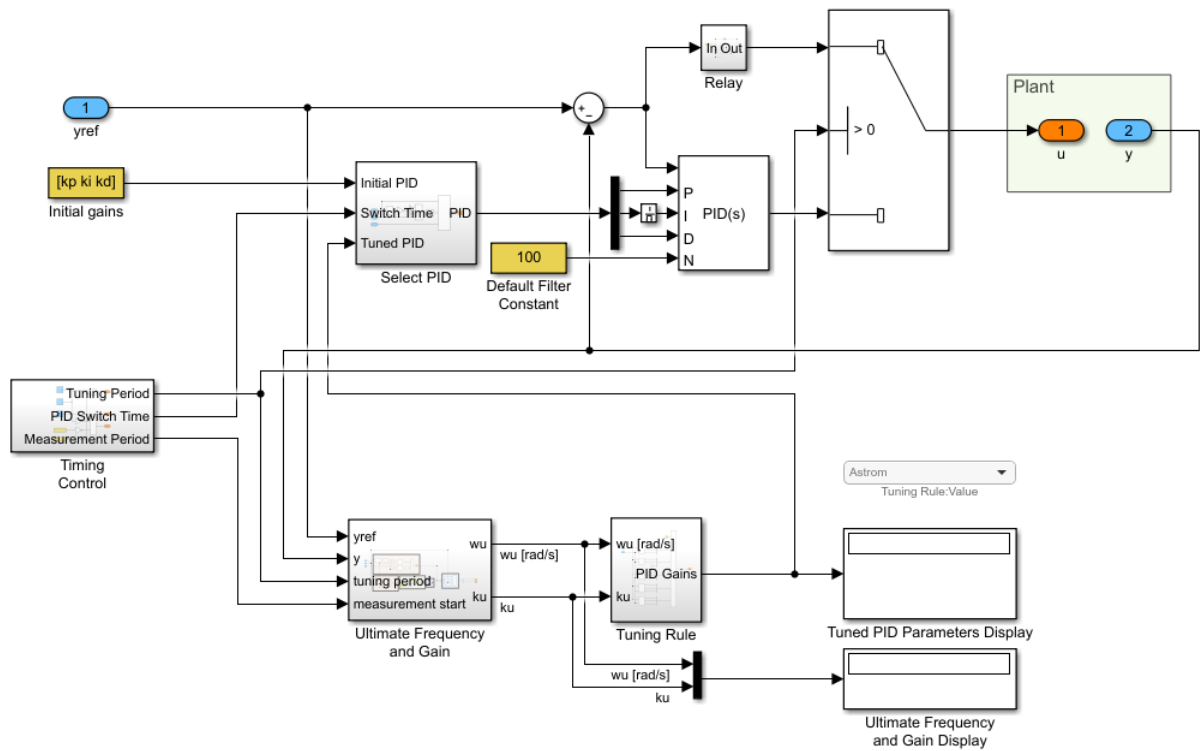 In Out
Relay
Plant
1
yref
+
−
> 0
1
u
2
y
[kp ki kd]
Initial gains
Initial PID
Switch Time
PID
Tuned PID
Select PID
P
I
D
N
PID(s)
100
Default Filter
Constant
Tuning Period
PID Switch Time
Measurement Period
Timing
Control
Astrom
Tuning Rule:Value
yref
y
tuning period
measurement start
wu
ku
wu [rad/s]
ku
Ultimate Frequency
and Gain
wu [rad/s]
ku
PID Gains
Tuning Rule
wu [rad/s]
ku
Tuned PID Parameters Display
Ultimate Frequency
and Gain Display